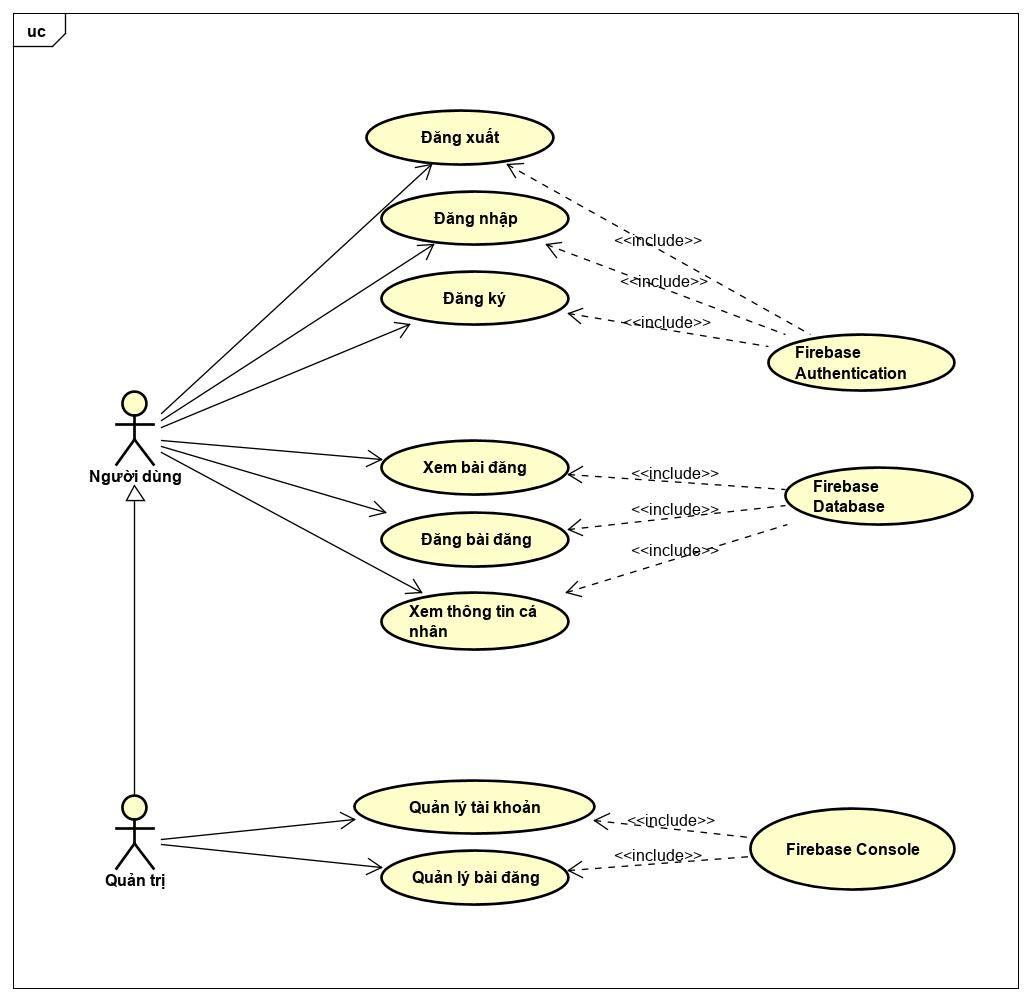 uc
Đăng xuất
Đăng nhập
<<include>>
<<include>>
Đăng ký
<<include>>
Firebase
Authentication
Người dùng
Xem bài đăng
<<include>>
Firebase
Database
<<include>>
Đăng bài đăng
<<include>>
Xem thông tin cá
nhân
Quản lý tài khoản
<<include>>
Firebase Console
<<include>>
Quản lý bài đăng
Quản trị